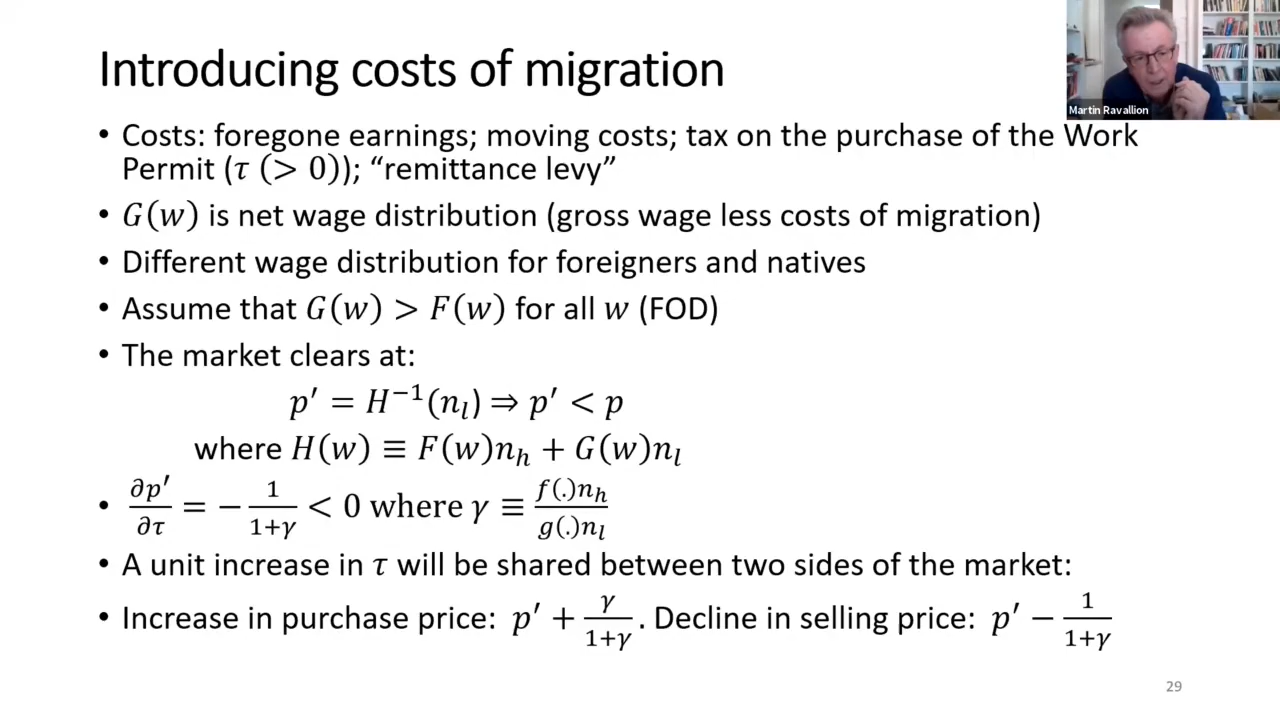 Introducing costs of migration
Martin Ravallion
• Costs: foregone earnings; moving costs; tax on the purchase of the Work
Permit (τ (> 0)); “remittance levy”
• G(w) is net wage distribution (gross wage less costs of migration)
• Different wage distribution for foreigners and natives
• Assume that G(w) > F(w) for all w (FOD)
• The market clears at:
p′ = H⁻¹(nₗ) ⇒ p′ < p
where H(w) ≡ F(w)nₕ + G(w)nₗ
• ∂p′/∂τ = − 1/(1+γ) < 0 where γ ≡ f(.)nₕ/g(.)nₗ
• A unit increase in τ will be shared between two sides of the market:
• Increase in purchase price: p′ + γ/(1+γ). Decline in selling price: p′ − 1/(1+γ)
29